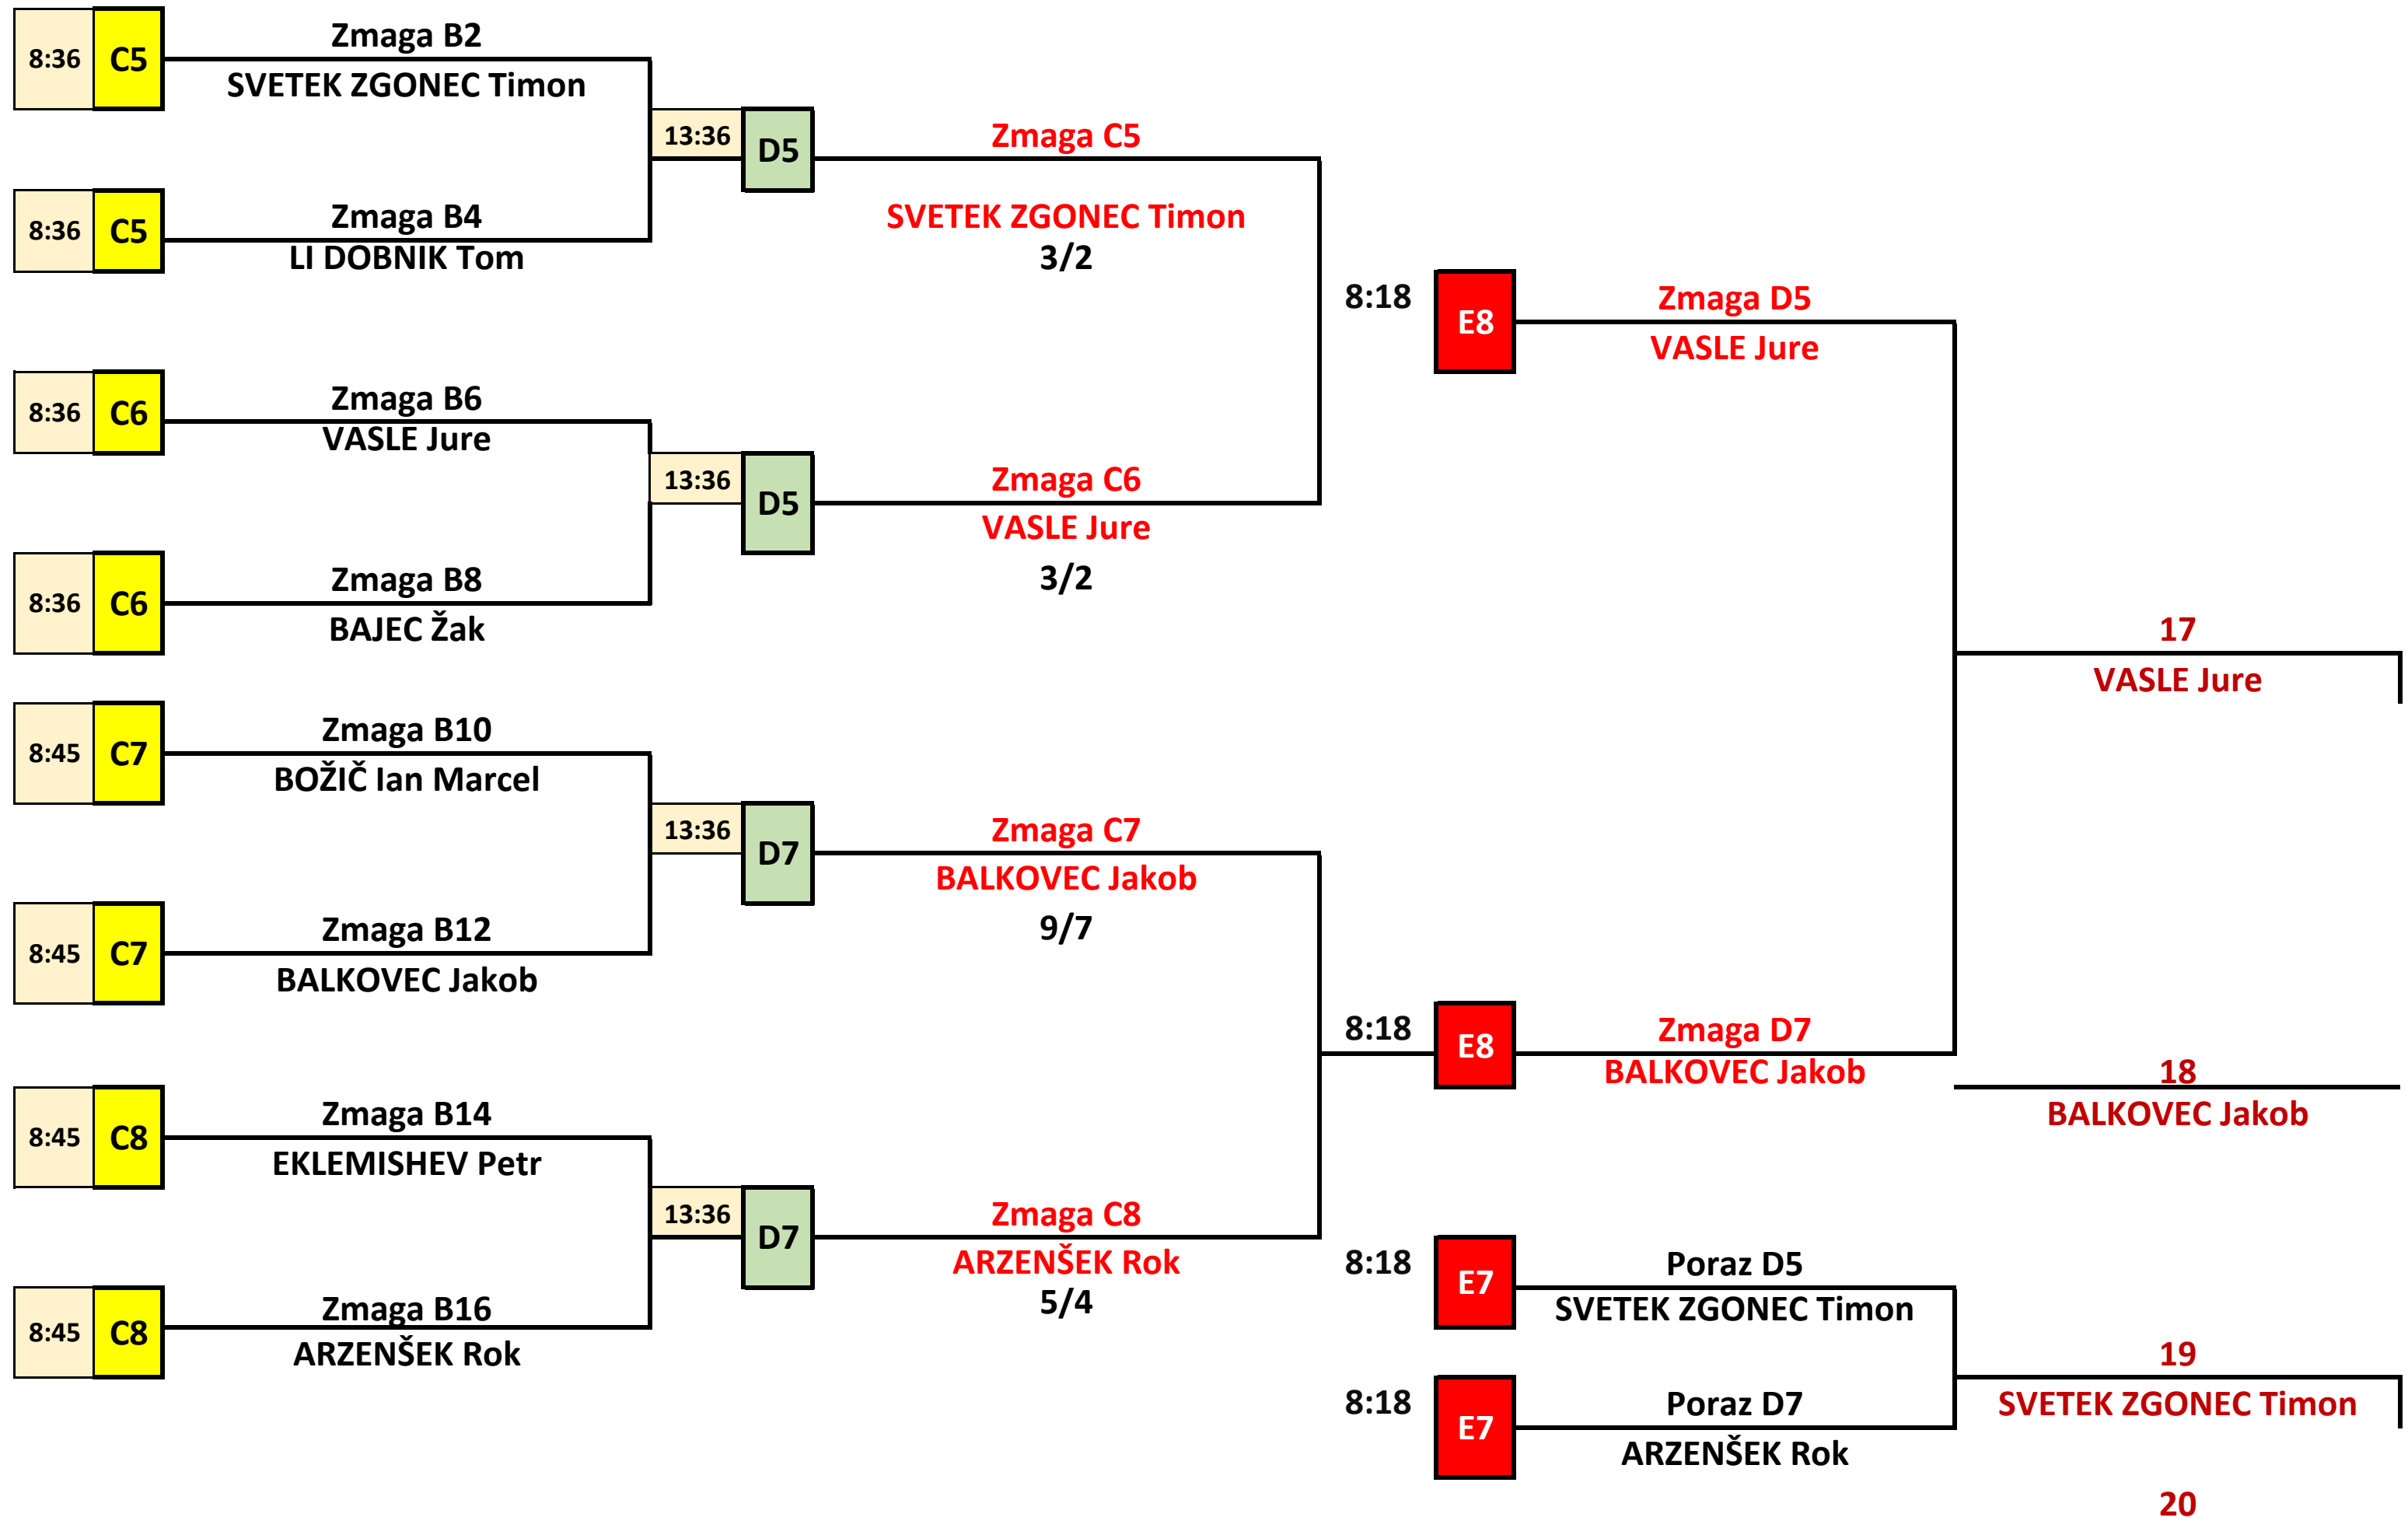 8:36 C5 Zmaga B2
SVETEK ZGONEC Timon
8:36 C5 Zmaga B4
LI DOBNIK Tom
8:36 C6 Zmaga B6
VASLE Jure
8:36 C6 Zmaga B8
BAJEC Žak
8:45 C7 Zmaga B10
BOŽIČ Ian Marcel
8:45 C7 Zmaga B12
BALKOVEC Jakob
8:45 C8 Zmaga B14
EKLEMISHEV Petr
8:45 C8 Zmaga B16
ARZENŠEK Rok
13:36 D5 Zmaga C5
SVETEK ZGONEC Timon
3/2
13:36 D5 Zmaga C6
VASLE Jure
3/2
13:36 D7 Zmaga C7
BALKOVEC Jakob
9/7
13:36 D7 Zmaga C8
ARZENŠEK Rok
5/4
8:18 E8 Zmaga D5
VASLE Jure
8:18 E8 Zmaga D7
BALKOVEC Jakob
8:18 E7 Poraz D5
SVETEK ZGONEC Timon
8:18 E7 Poraz D7
ARZENŠEK Rok
17
VASLE Jure
18
BALKOVEC Jakob
19
SVETEK ZGONEC Timon
20